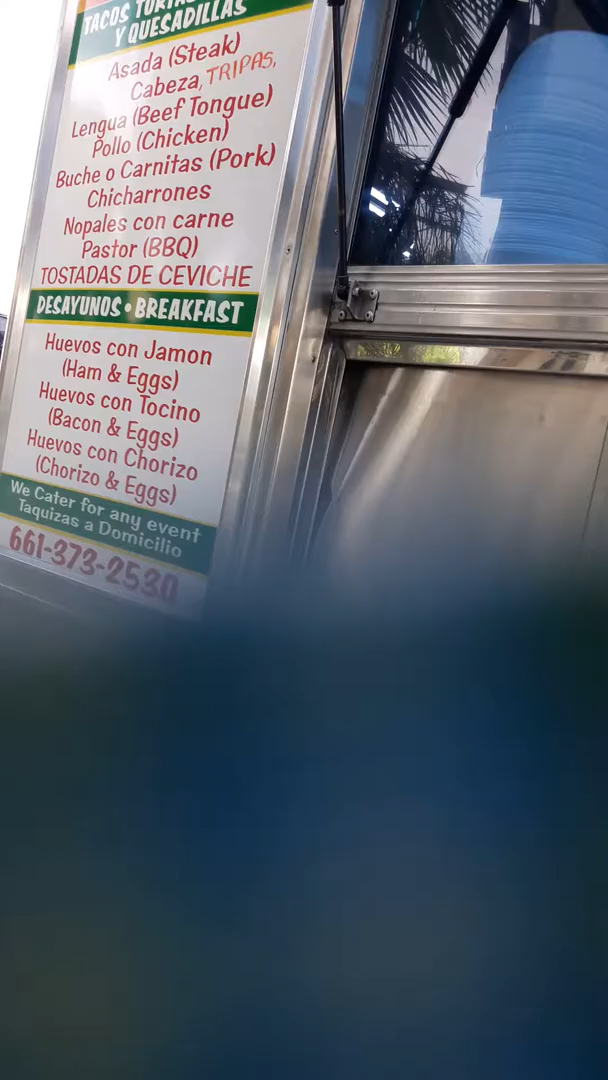 TACOS TORTAS
Y QUESADILLAS
Asada (Steak)
Cabeza, TRIPAS,
Lengua (Beef Tongue)
Pollo (Chicken)
Buche o Carnitas (Pork)
Chicharrones
Nopales con carne
Pastor (BBQ)
TOSTADAS DE CEVICHE
DESAYUNOS • BREAKFAST
Huevos con Jamon
(Ham & Eggs)
Huevos con Tocino
(Bacon & Eggs)
Huevos con Chorizo
(Chorizo & Eggs)
We Cater for any event
Taquizas a Domicilio
661-373-2530